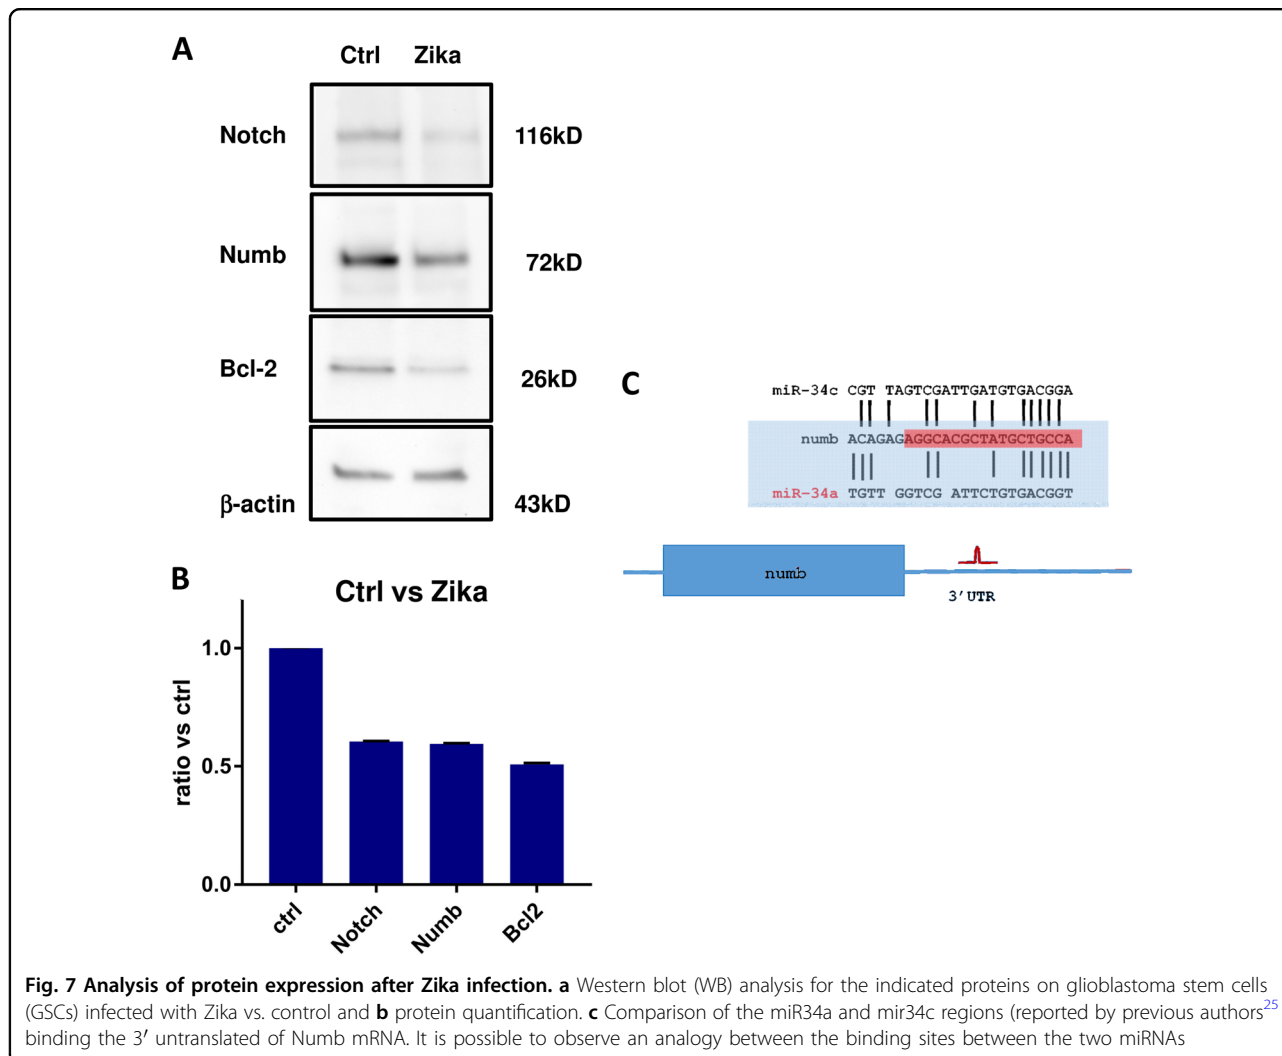 A
Ctrl Zika
Notch 116kD
Numb 72kD
Bcl-2 26kD
β-actin 43kD
B
Ctrl vs Zika
ratio vs ctrl
1.0
0.5
0.0
ctrl Notch Numb Bcl2
C
miR-34c CGT TAGTCGATTGATGTGACGGA
numb ACAGAGAGGCACGCTATGCTGCCA
miR-34a TGTT GGTCG ATTCTGTGACGGT
numb
3′UTR
Fig. 7 Analysis of protein expression after Zika infection. a Western blot (WB) analysis for the indicated proteins on glioblastoma stem cells
(GSCs) infected with Zika vs. control and b protein quantification. c Comparison of the miR34a and mir34c regions (reported by previous authors25
binding the 3′ untranslated of Numb mRNA. It is possible to observe an analogy between the binding sites between the two miRNAs